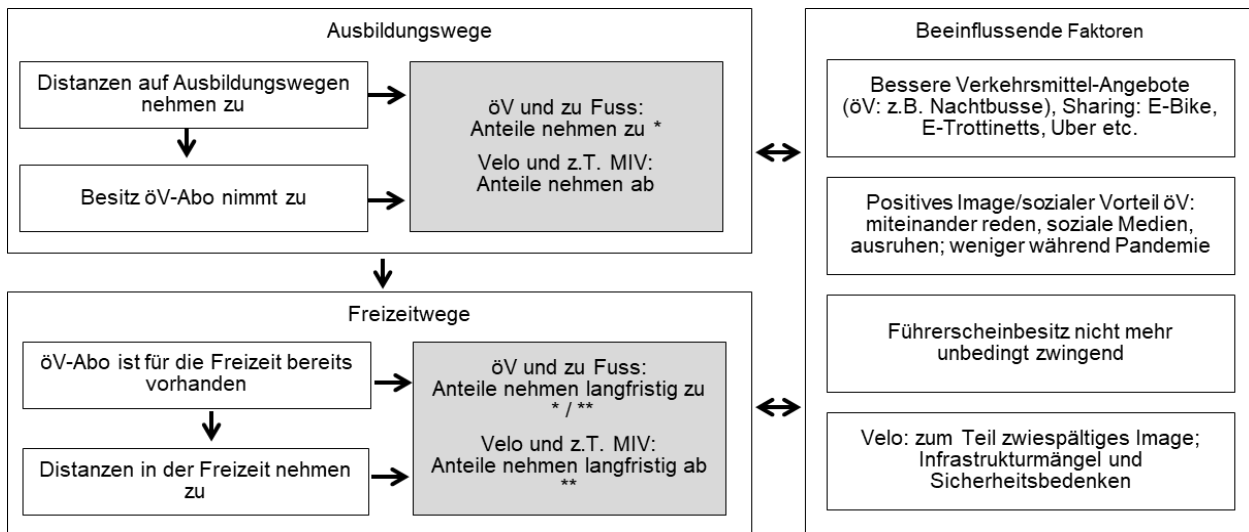 Ausbildungswege
Distanzen auf Ausbildungswegen
nehmen zu
Besitz öV-Abo nimmt zu
öV und zu Fuss:
Anteile nehmen zu *
Velo und z.T. MIV:
Anteile nehmen ab
Freizeitwege
öV-Abo ist für die Freizeit bereits
vorhanden
Distanzen in der Freizeit nehmen
zu
öV und zu Fuss:
Anteile nehmen langfristig zu
* / **
Velo und z.T. MIV:
Anteile nehmen langfristig ab
**
Beeinflussende Faktoren
Bessere Verkehrsmittel-Angebote
(öV: z.B. Nachtbusse), Sharing: E-Bike,
E-Trottinetts, Uber etc.
Positives Image/sozialer Vorteil öV:
miteinander reden, soziale Medien,
ausruhen; weniger während Pandemie
Führerscheinbesitz nicht mehr
unbedingt zwingend
Velo: zum Teil zwiespältiges Image;
Infrastrukturmängel und
Sicherheitsbedenken